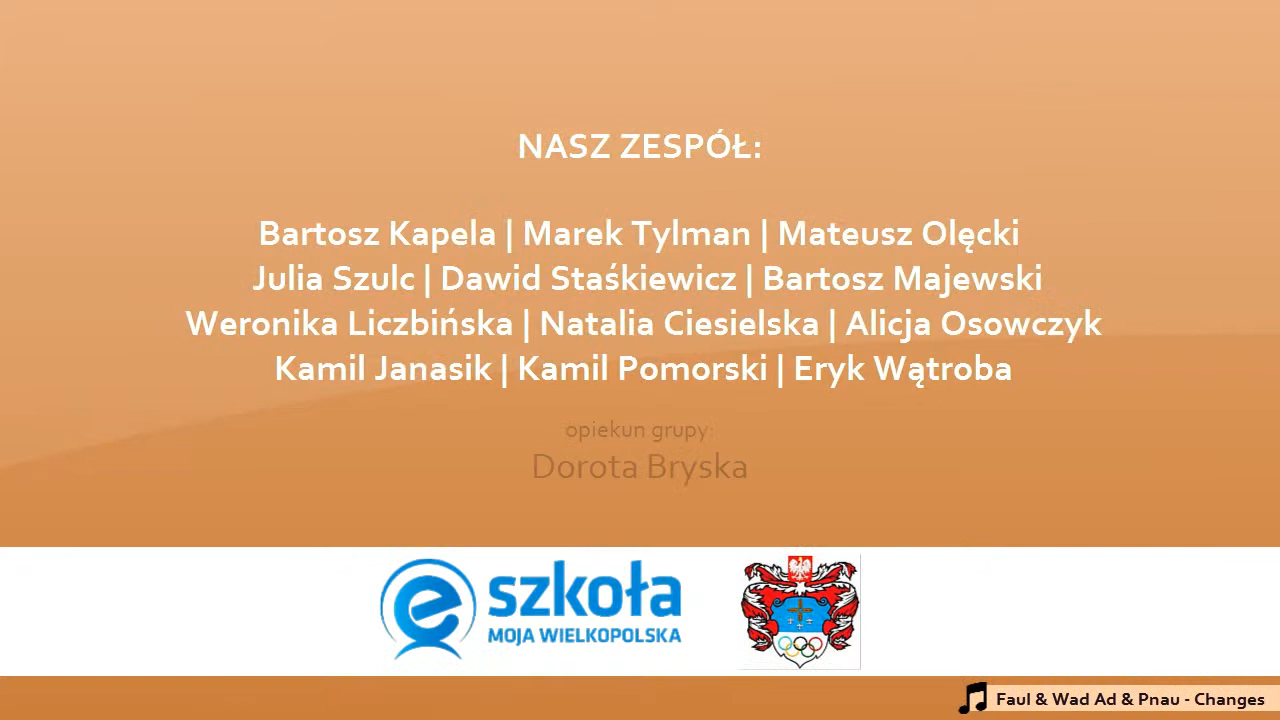 NASZ ZESPÓŁ:
Bartosz Kapela | Marek Tylman | Mateusz Olęcki
Julia Szulc | Dawid Staśkiewicz | Bartosz Majewski
Weronika Liczbińska | Natalia Ciesielska | Alicja Osowczyk
Kamil Janasik | Kamil Pomorski | Eryk Wątroba
opiekun grupy:
Dorota Bryska
e szkoła
MOJA WIELKOPOLSKA
Faul & Wad Ad & Pnau - Changes